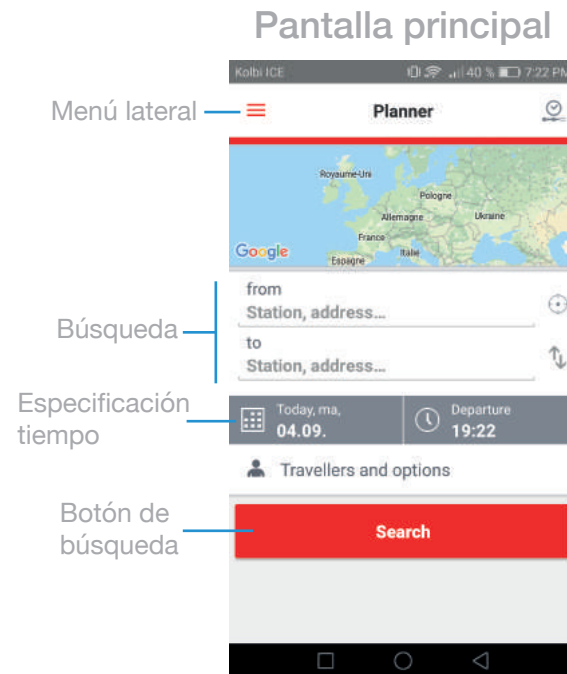 Pantalla principal
Kolbi ICE 40 % 7:22 PM
Menú lateral
Planner
Royaume-Uni
Pologne
Allemagne
Ukraine
France
Italie
Espagne
Google
from
Station, address...
Búsqueda
to
Station, address...
Especificación
tiempo
Today, ma,
04.09.
Departure
19:22
Travellers and options
Botón de
búsqueda
Search